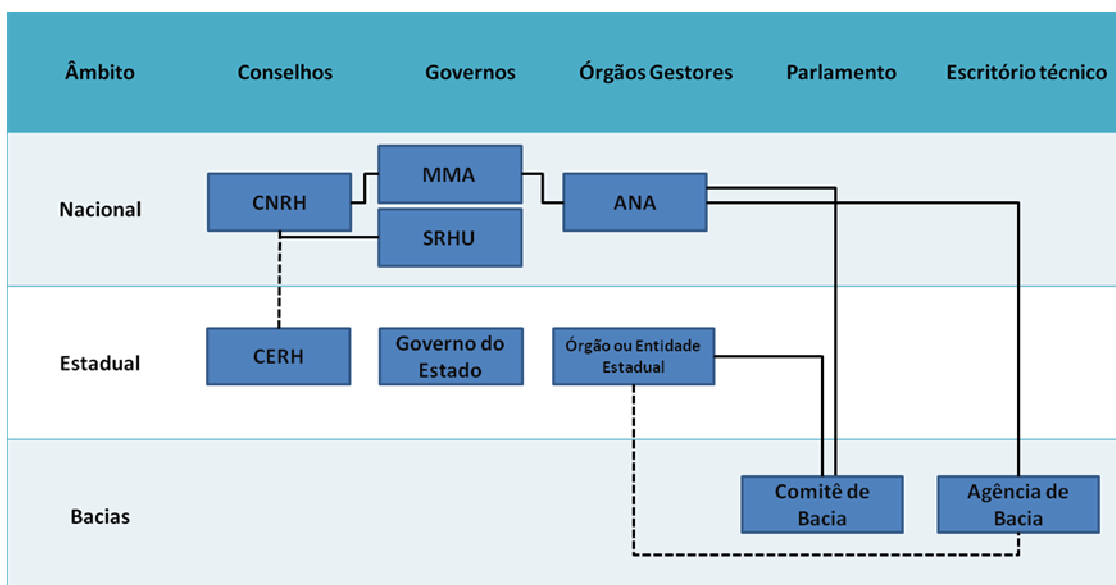 Âmbito
Conselhos
Governos
Órgãos Gestores
Parlamento
Escritório técnico
Nacional
CNRH
MMA
SRHU
ANA
Estadual
CERH
Governo do
Estado
Órgão ou Entidade
Estadual
Bacias
Comitê de
Bacia
Agência de
Bacia